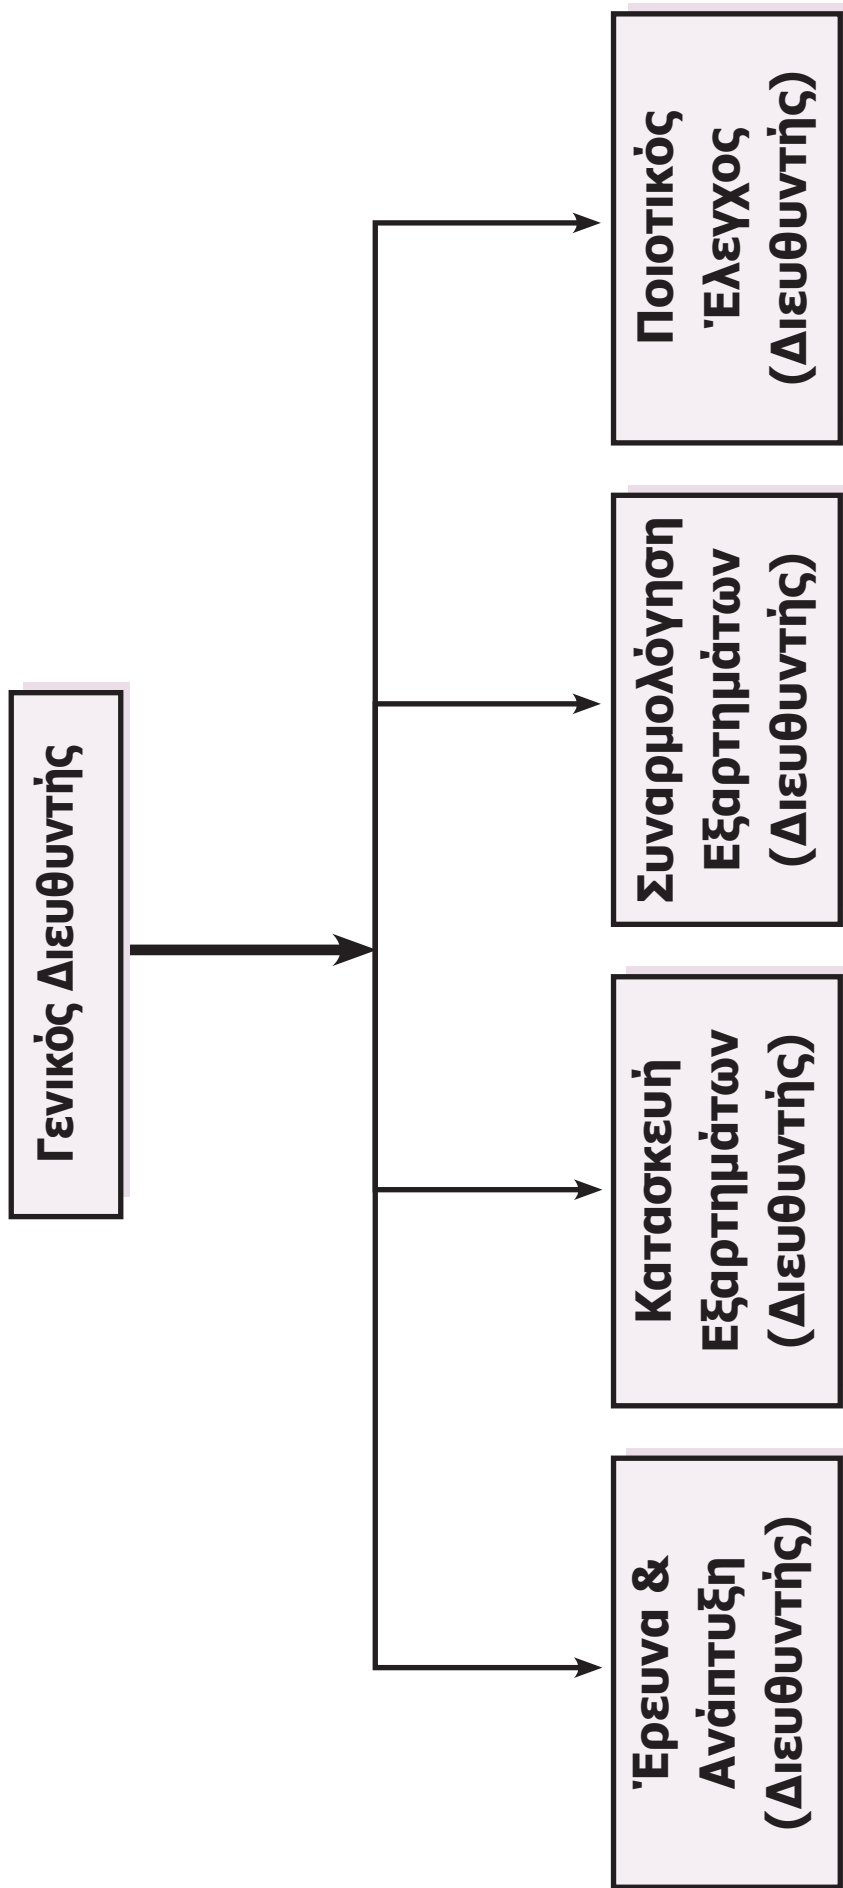 Γενικός Διευθυντής
Έρευνα &
Ανάπτυξη
(Διευθυντής)
Κατασκευή
Εξαρτημάτων
(Διευθυντής)
Συναρμολόγηση
Εξαρτημάτων
(Διευθυντής)
Ποιοτικός
Έλεγχος
(Διευθυντής)